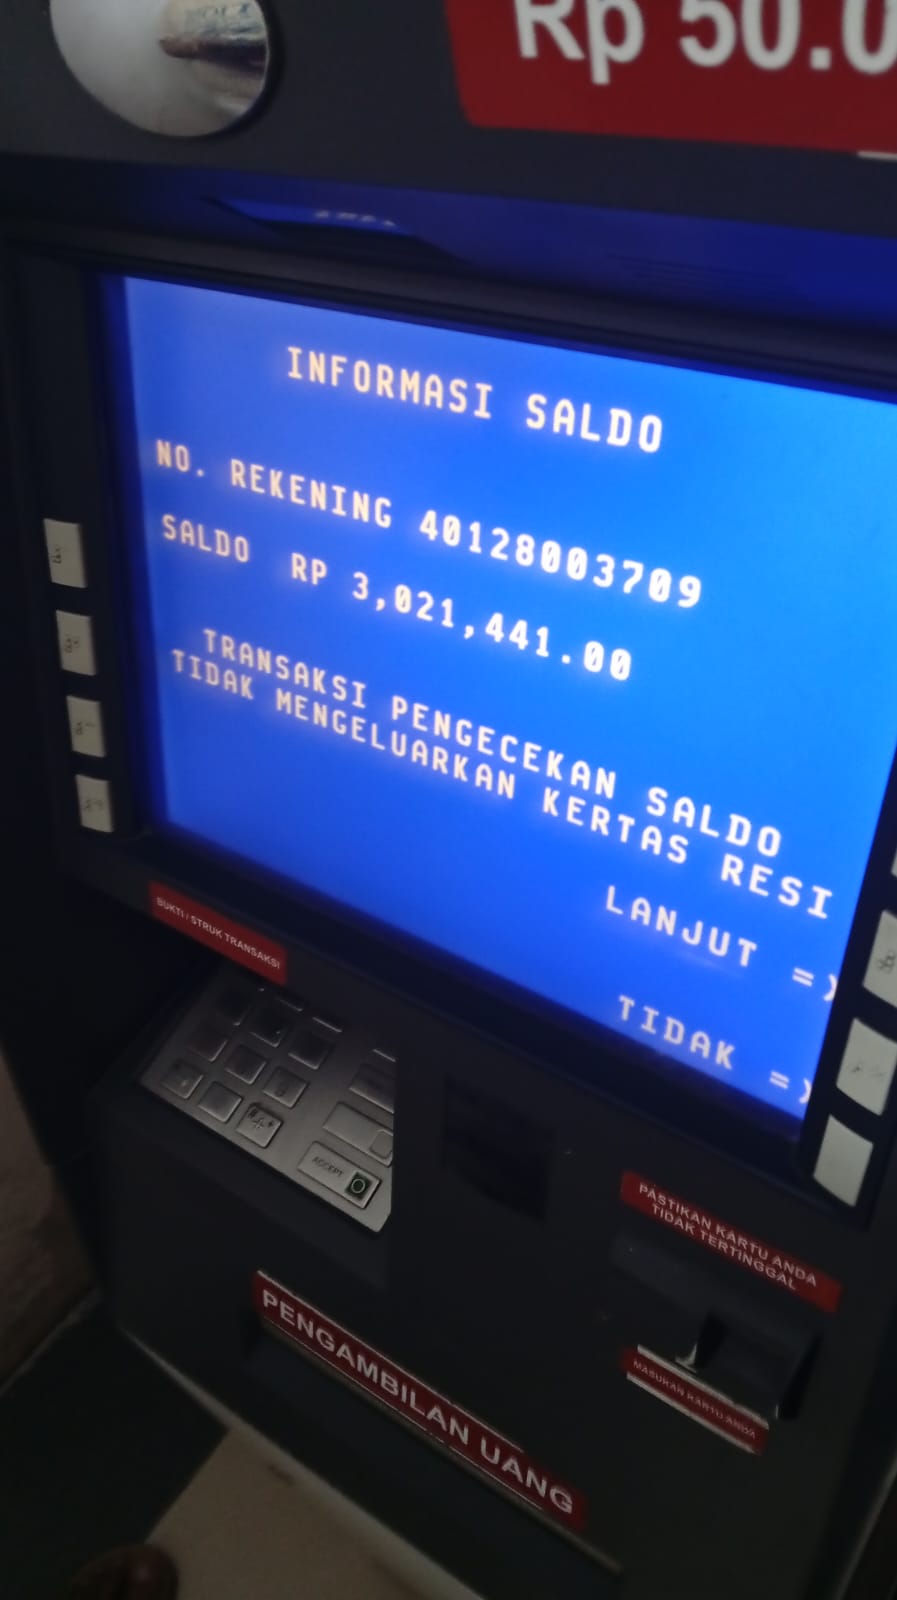 Rp 50.0
INFORMASI SALDO
NO. REKENING 40128003709
SALDO RP 3,021,441.00
TRANSAKSI PENGECEKAN SALDO
TIDAK MENGELUARKAN KERTAS RESI
LANJUT =>
TIDAK =>
BUKTI / STRUK TRANSAKSI
ACCEPT
PASTIKAN KARTU ANDA
TIDAK TERTINGGAL
MASUKAN KARTU ANDA
PENGAMBILAN UANG